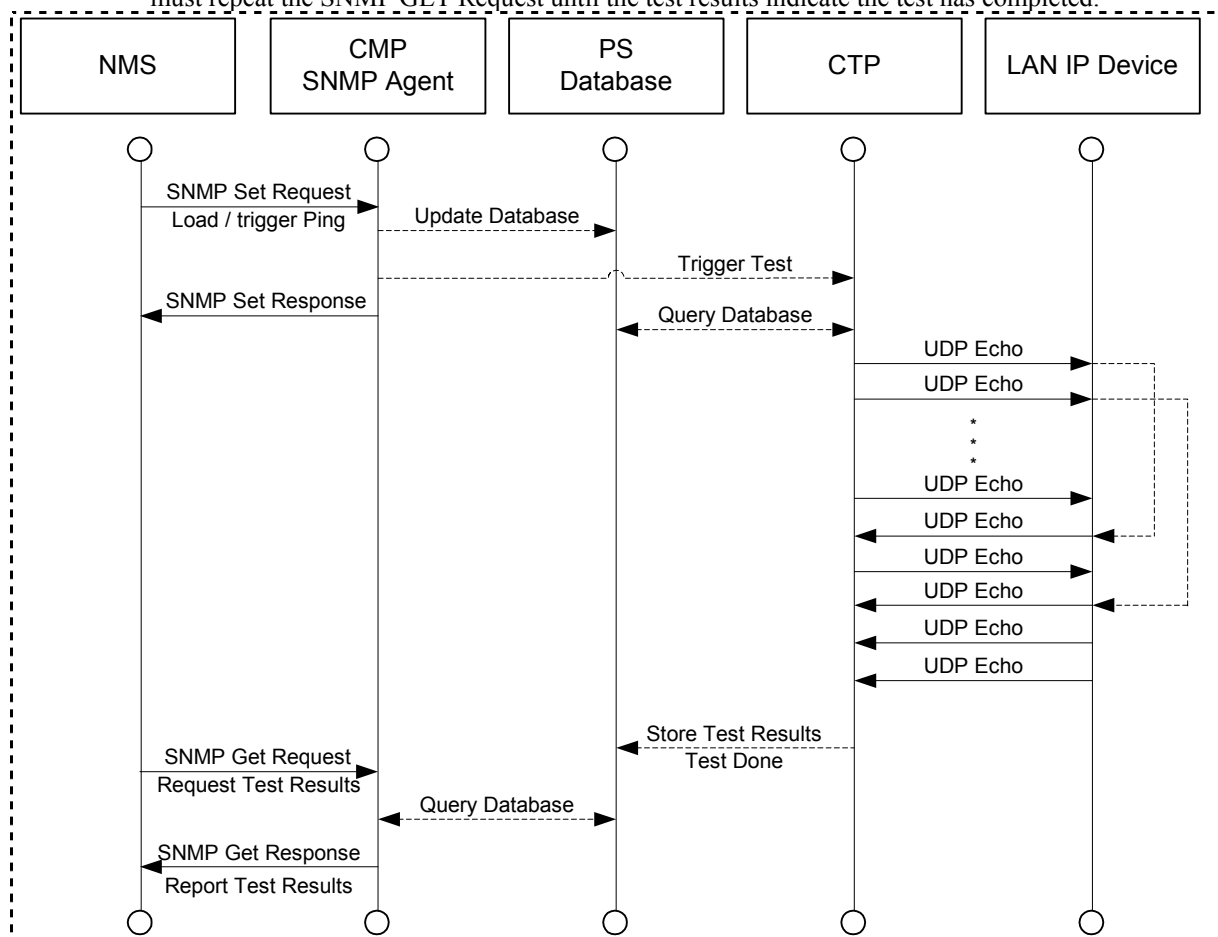 must repeat the SNMP GET Request until the test results indicate the test has completed.
NMS
CMP
SNMP Agent
PS
Database
CTP
LAN IP Device
SNMP Set Request
Load / trigger Ping
Update Database
Trigger Test
SNMP Set Response
Query Database
UDP Echo
UDP Echo
*
*
*
UDP Echo
UDP Echo
UDP Echo
UDP Echo
UDP Echo
UDP Echo
Store Test Results
Test Done
SNMP Get Request
Request Test Results
Query Database
SNMP Get Response
Report Test Results